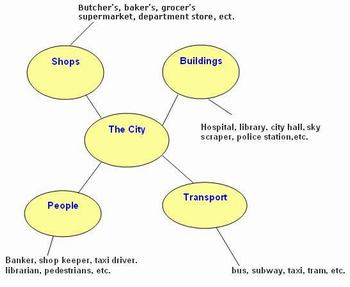 Butcher's, baker's, grocer's
supermarket, department store, ect.
Shops
Buildings
Hospital, library, city hall, sky
scraper, police station,etc.
The City
People
Transport
Banker, shop keeper, taxi driver.
librarian, pedestrians, etc.
bus, subway, taxi, tram, etc.